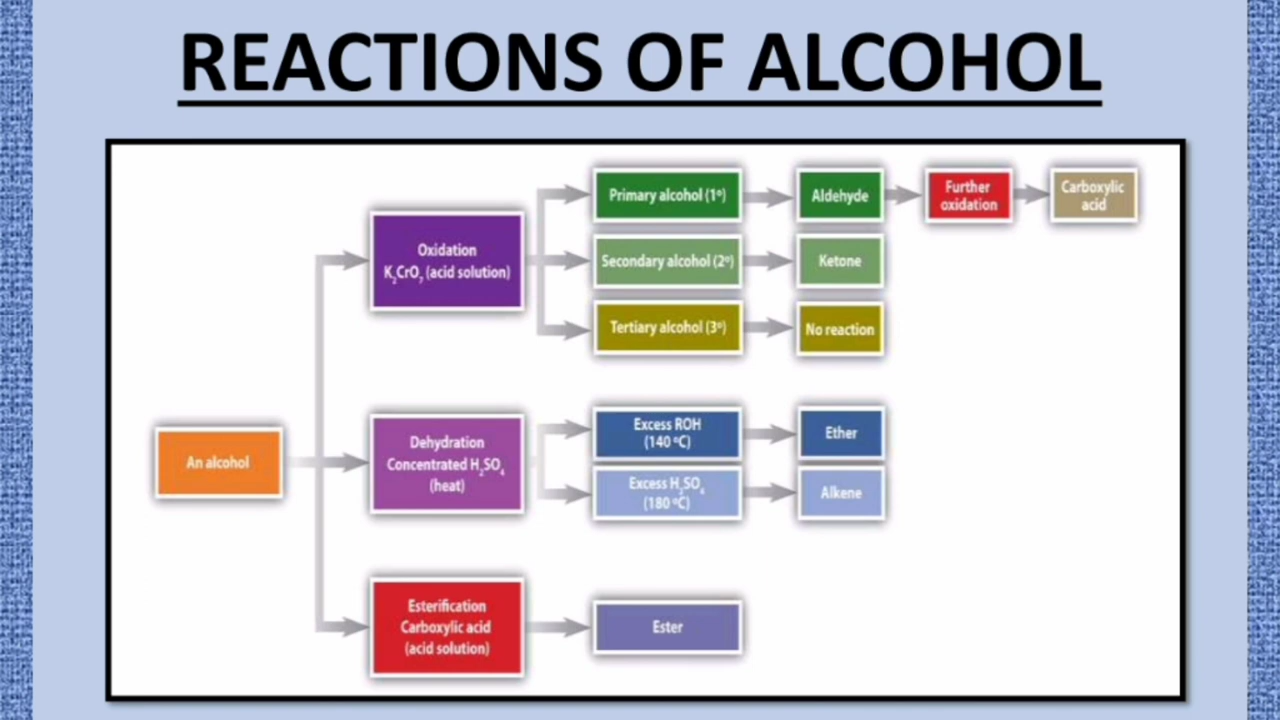 REACTIONS OF ALCOHOL
Primary alcohol (1º)
Aldehyde
Further
oxidation
Carboxylic
acid
Oxidation
K₂CrO₇ (acid solution)
Secondary alcohol (2º)
Ketone
Tertiary alcohol (3º)
No reaction
An alcohol
Dehydration
Concentrated H₂SO₄
(heat)
Excess ROH
(140 ºC)
Ether
Excess H₂SO₄
(180 ºC)
Alkene
Esterification
Carboxylic acid
(acid solution)
Ester